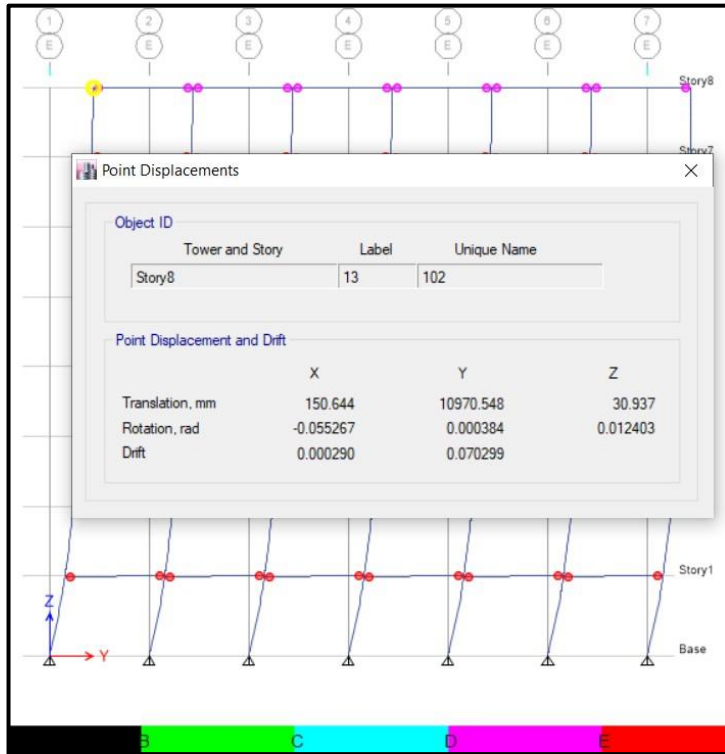 1 2 3 4 5 6 7
E E E E E E E
Story8
Story7
Point Displacements
Object ID
Tower and Story Label Unique Name
Story8 13 102
Point Displacement and Drift
X Y Z
Translation, mm 150.644 10970.548 30.937
Rotation, rad -0.055267 0.000384 0.012403
Drift 0.000290 0.070299
Story1
Z
Y
Base
B C D E